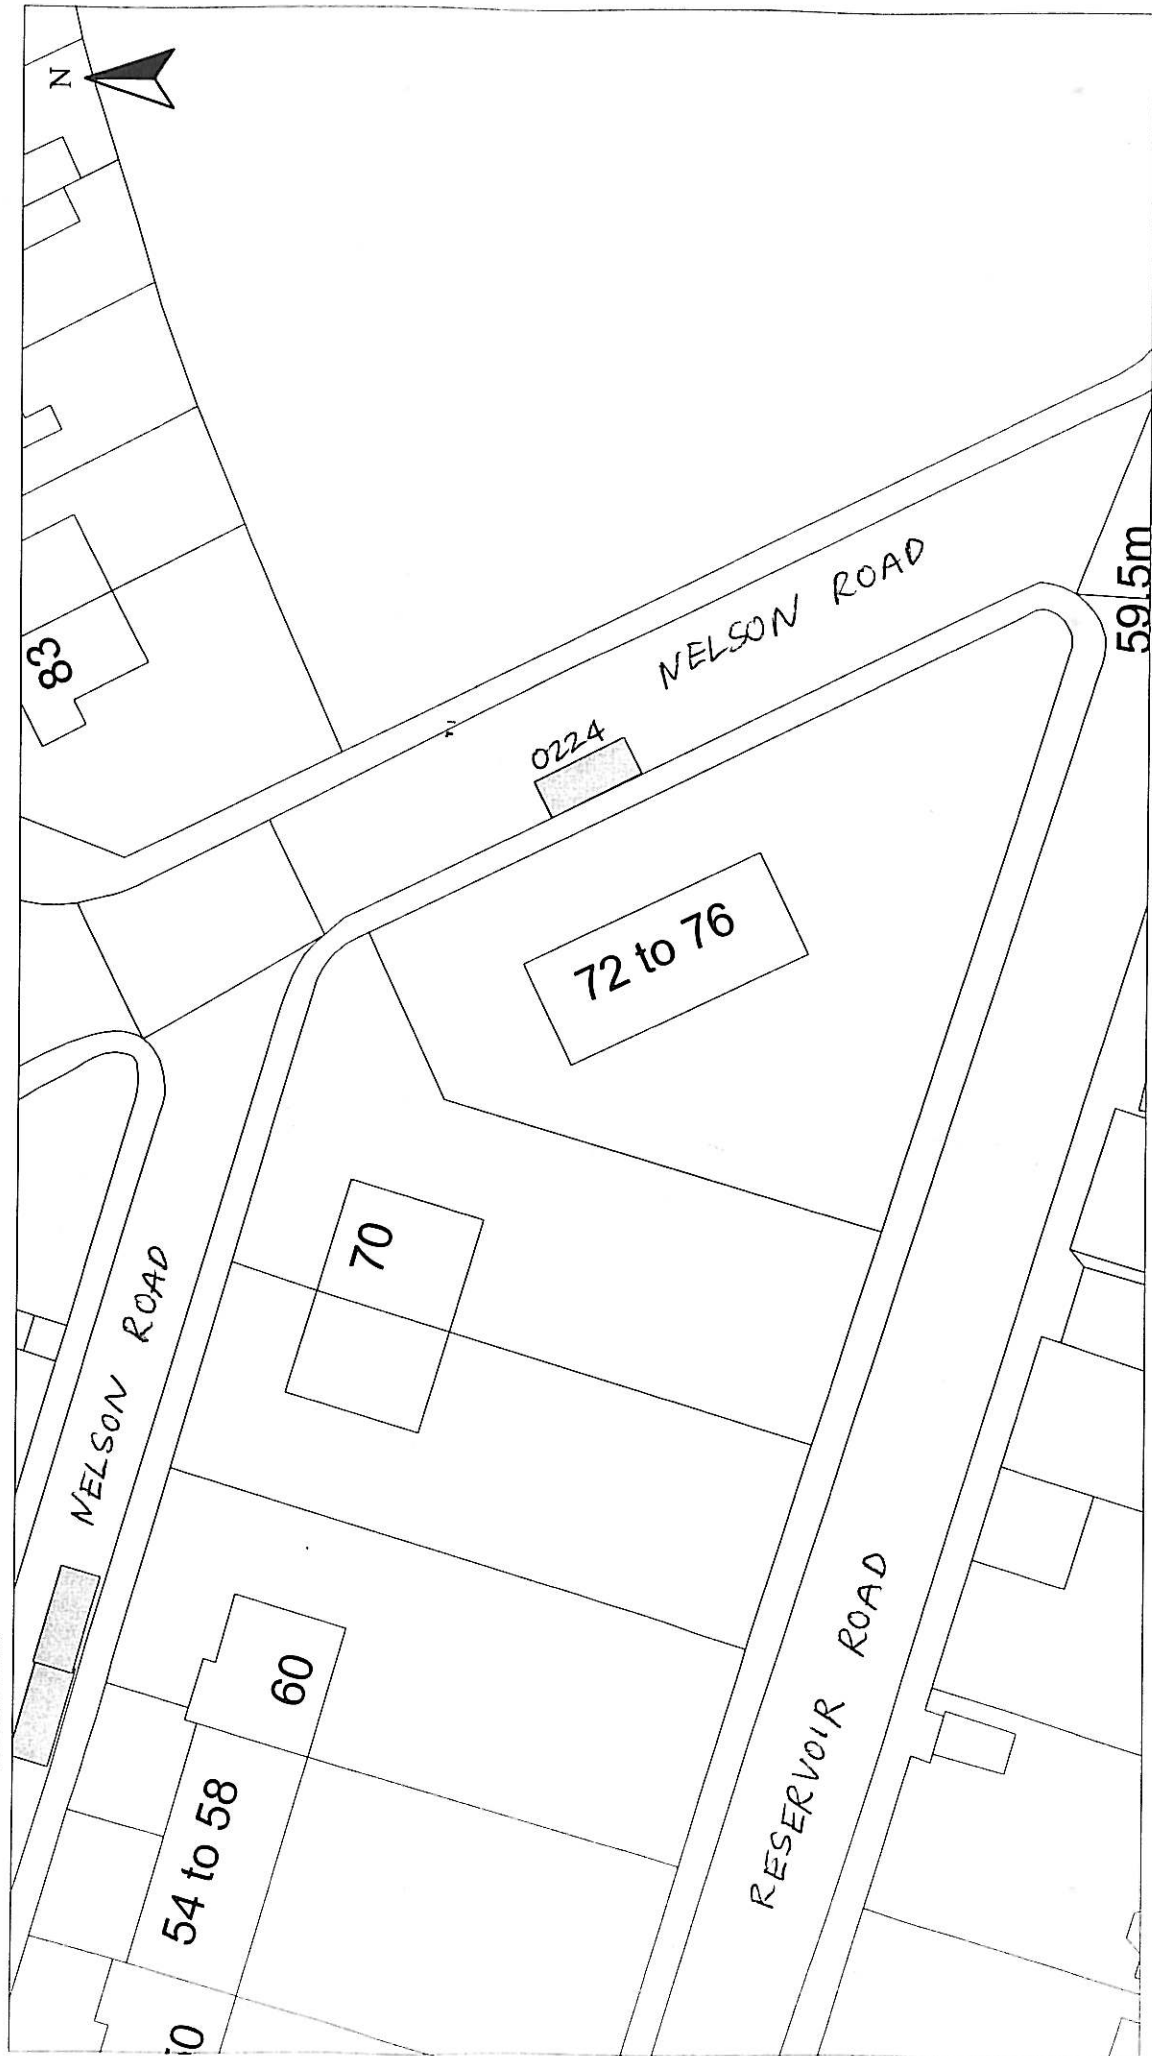 N
83
0224
NELSON ROAD
59.5m
72 to 76
70
NELSON ROAD
60
54 to 58
RESERVOIR ROAD